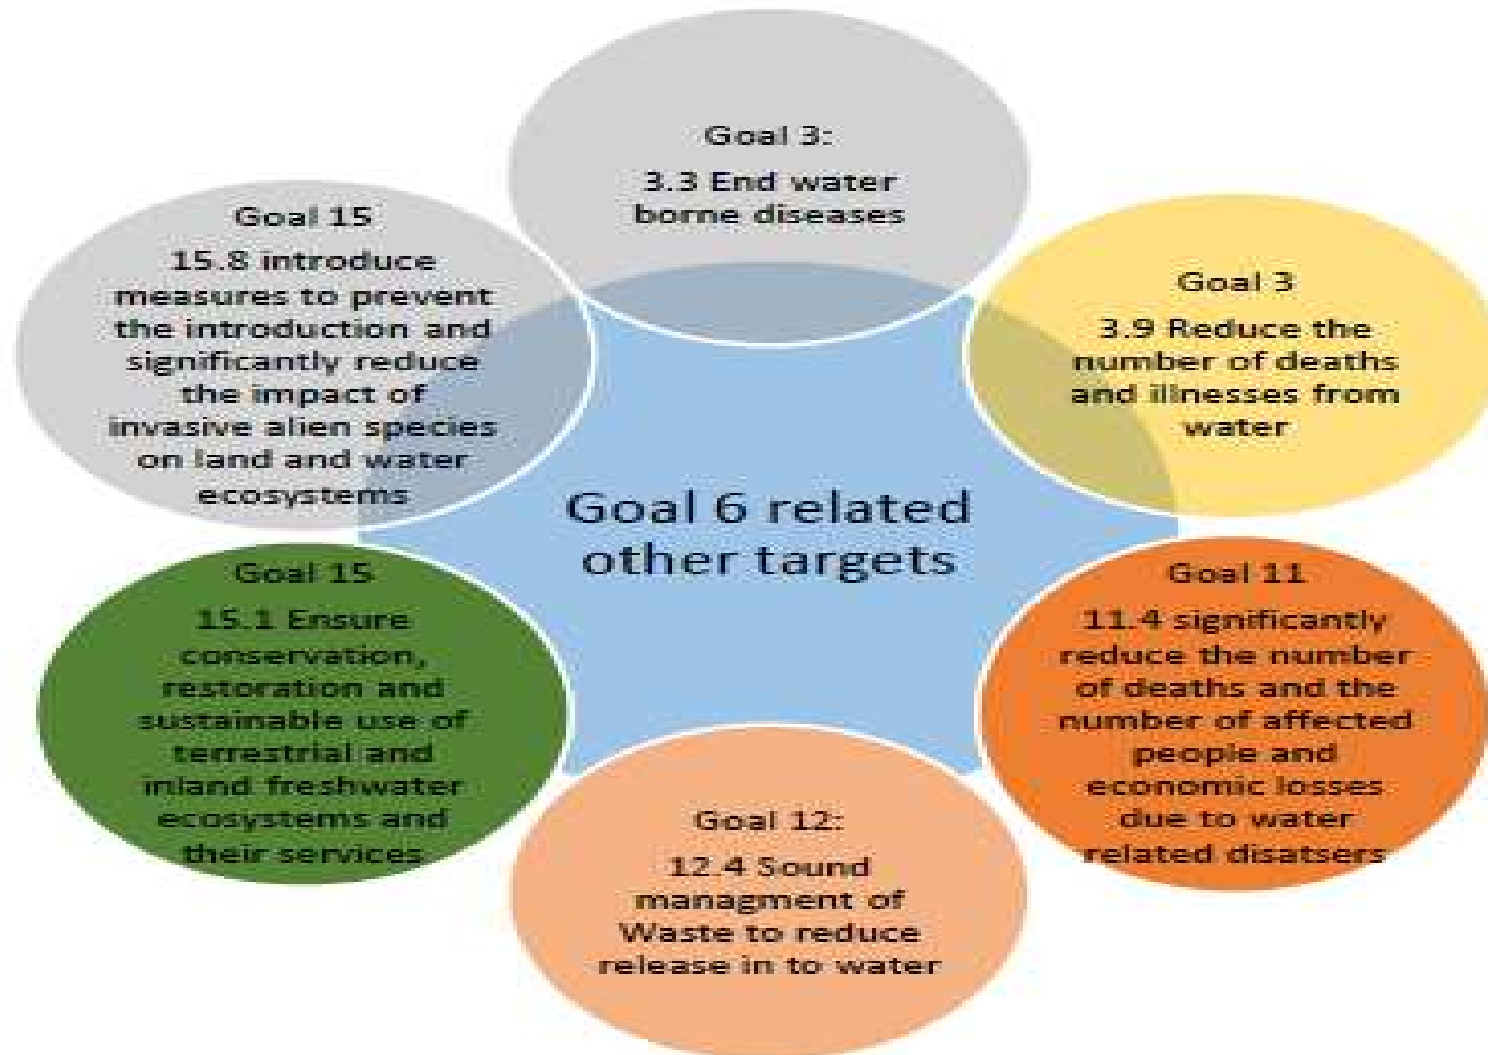 Goal 3:
3.3 End water
borne diseases
Goal 3
3.9 Reduce the
number of deaths
and illnesses from
water
Goal 11
11.4 significantly
reduce the number
of deaths and the
number of affected
people and
economic losses
due to water
related disatsers
Goal 12:
12.4 Sound
managment of
Waste to reduce
release in to water
Goal 15
15.1 Ensure
conservation,
restoration and
sustainable use of
terrestrial and
inland freshwater
ecosystems and
their services
Goal 15
15.8 introduce
measures to prevent
the introduction and
significantly reduce
the impact of
invasive alien species
on land and water
ecosystems
Goal 6 related
other targets